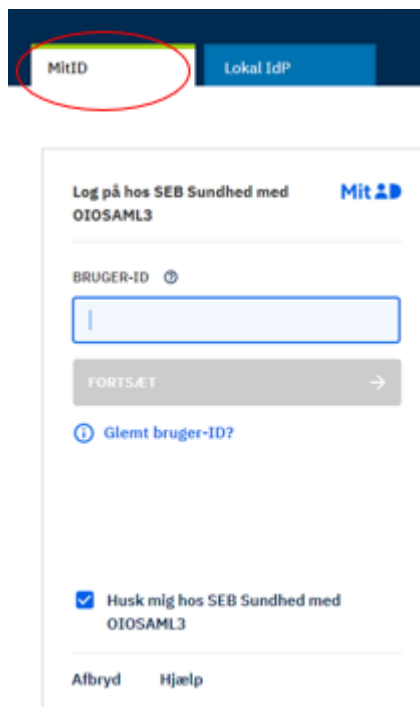 MitID Lokal IdP
Log på hos SEB Sundhed med Mit
OIOSAML3
BRUGER-ID
FORTSÆT
Glemt bruger-ID?
Husk mig hos SEB Sundhed med
OIOSAML3
Afbryd Hjælp